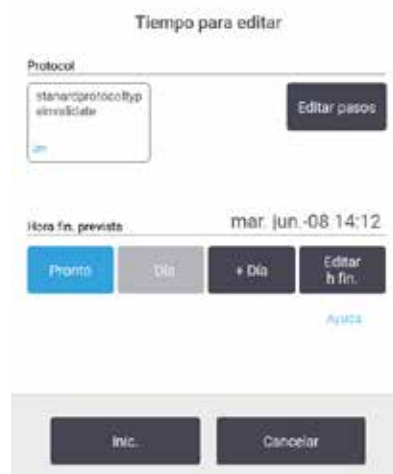 Tiempo para editar
Protocol
stanardprotocoltyp
einvaliclate
Editar pasos
Hora fin. prevista
mar. jun.-08 14:12
Pronto
Día
+ Día
Editar
h fin.
Ayuda
Inic.
Cancelar